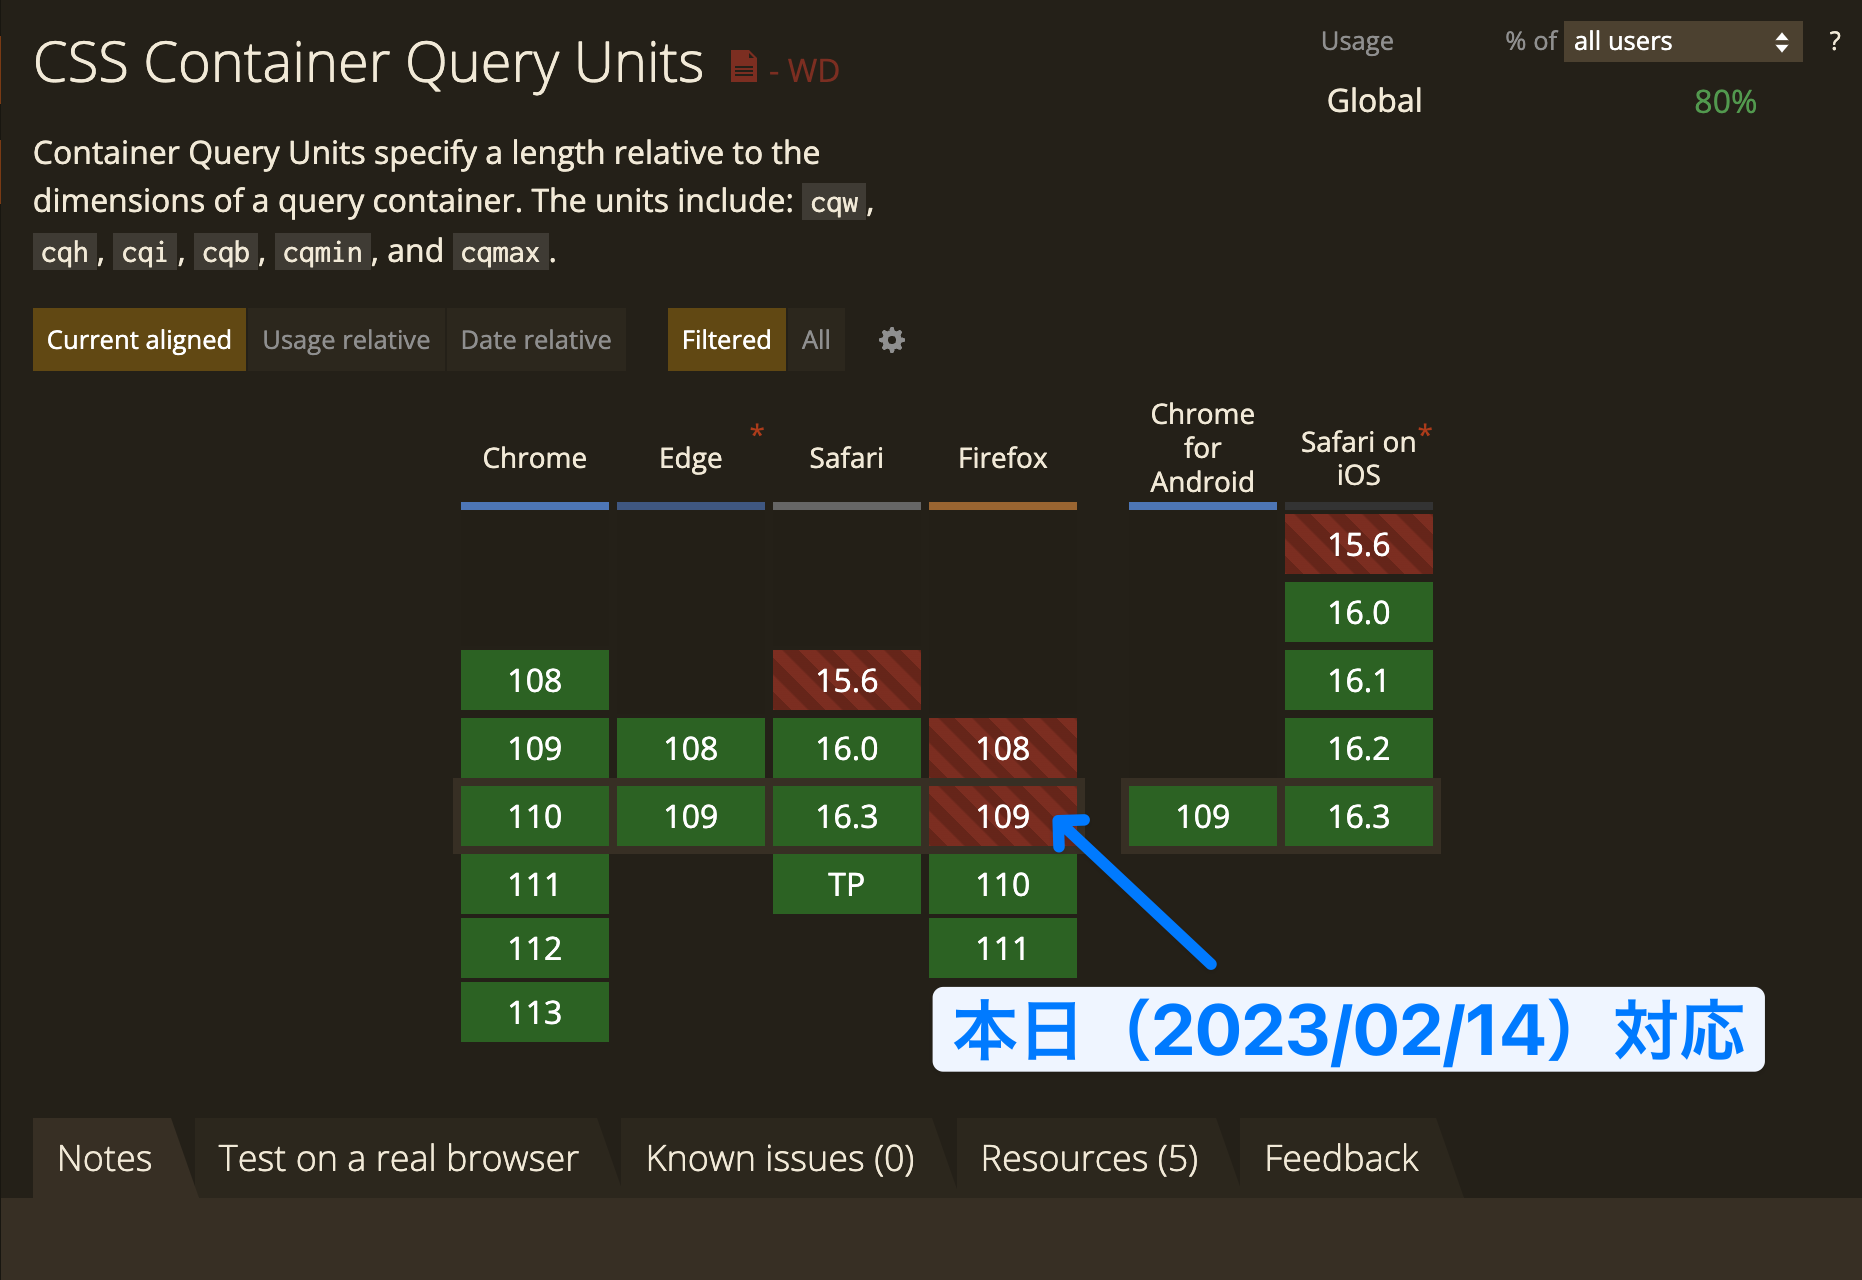 CSS Container Query Units - WD
Usage % of all users ?
Global 80%
Container Query Units specify a length relative to the
dimensions of a query container. The units include: cqw,
cqh, cqi, cqb, cqmin, and cqmax.
Current aligned Usage relative Date relative Filtered All
Chrome Edge * Safari Firefox Chrome for Android Safari on iOS *
15.6
16.0
108 15.6 16.1
109 108 16.0 108 16.2
110 109 16.3 109 109 16.3
111 TP 110
112 111
113
本日（2023/02/14）対応
Notes Test on a real browser Known issues (0) Resources (5) Feedback